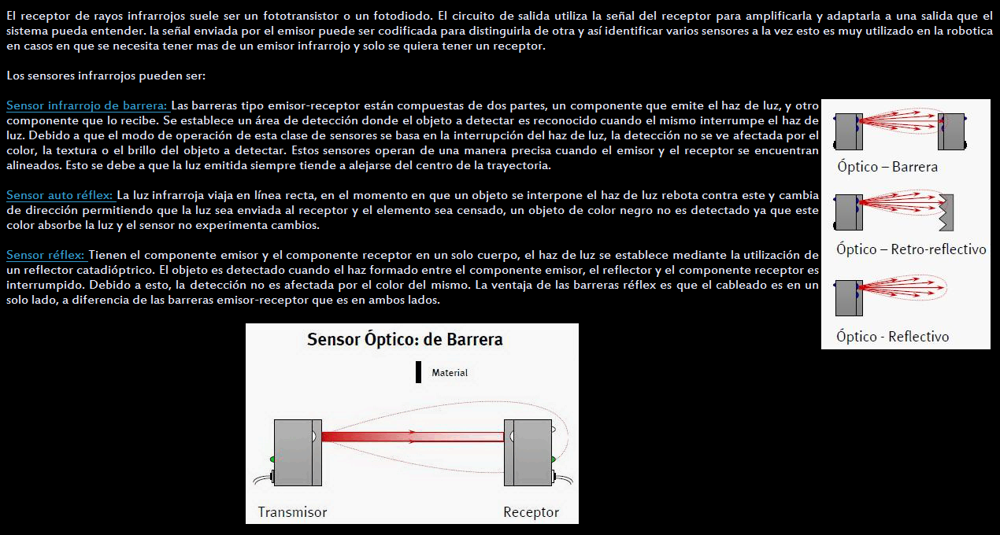 El receptor de rayos infrarrojos suele ser un fototransistor o un fotodiodo. El circuito de salida utiliza la señal del receptor para amplificarla y adaptarla a una salida que el
sistema pueda entender. la señal enviada por el emisor puede ser codificada para distinguirla de otra y así identificar varios sensores a la vez esto es muy utilizado en la robotica
en casos en que se necesita tener mas de un emisor infrarrojo y solo se quiera tener un receptor.
Los sensores infrarrojos pueden ser:
Sensor infrarrojo de barrera: Las barreras tipo emisor-receptor están compuestas de dos partes, un componente que emite el haz de luz, y otro
componente que lo recibe. Se establece un área de detección donde el objeto a detectar es reconocido cuando el mismo interrumpe el haz de
luz. Debido a que el modo de operación de esta clase de sensores se basa en la interrupción del haz de luz, la detección no se ve afectada por el
color, la textura o el brillo del objeto a detectar. Estos sensores operan de una manera precisa cuando el emisor y el receptor se encuentran
alineados. Esto se debe a que la luz emitida siempre tiende a alejarse del centro de la trayectoria.
Sensor auto réflex: La luz infrarroja viaja en línea recta, en el momento en que un objeto se interpone el haz de luz rebota contra este y cambia
de dirección permitiendo que la luz sea enviada al receptor y el elemento sea censado, un objeto de color negro no es detectado ya que este
color absorbe la luz y el sensor no experimenta cambios.
Sensor réflex: Tienen el componente emisor y el componente receptor en un solo cuerpo, el haz de luz se establece mediante la utilización de
un reflector catadióptrico. El objeto es detectado cuando el haz formado entre el componente emisor, el reflector y el componente receptor es
interrumpido. Debido a esto, la detección no es afectada por el color del mismo. La ventaja de las barreras réflex es que el cableado es en un
solo lado, a diferencia de las barreras emisor-receptor que es en ambos lados.
Óptico – Barrera
Óptico – Retro-reflectivo
Óptico - Reflectivo
Sensor Óptico: de Barrera
Material
Transmisor
Receptor